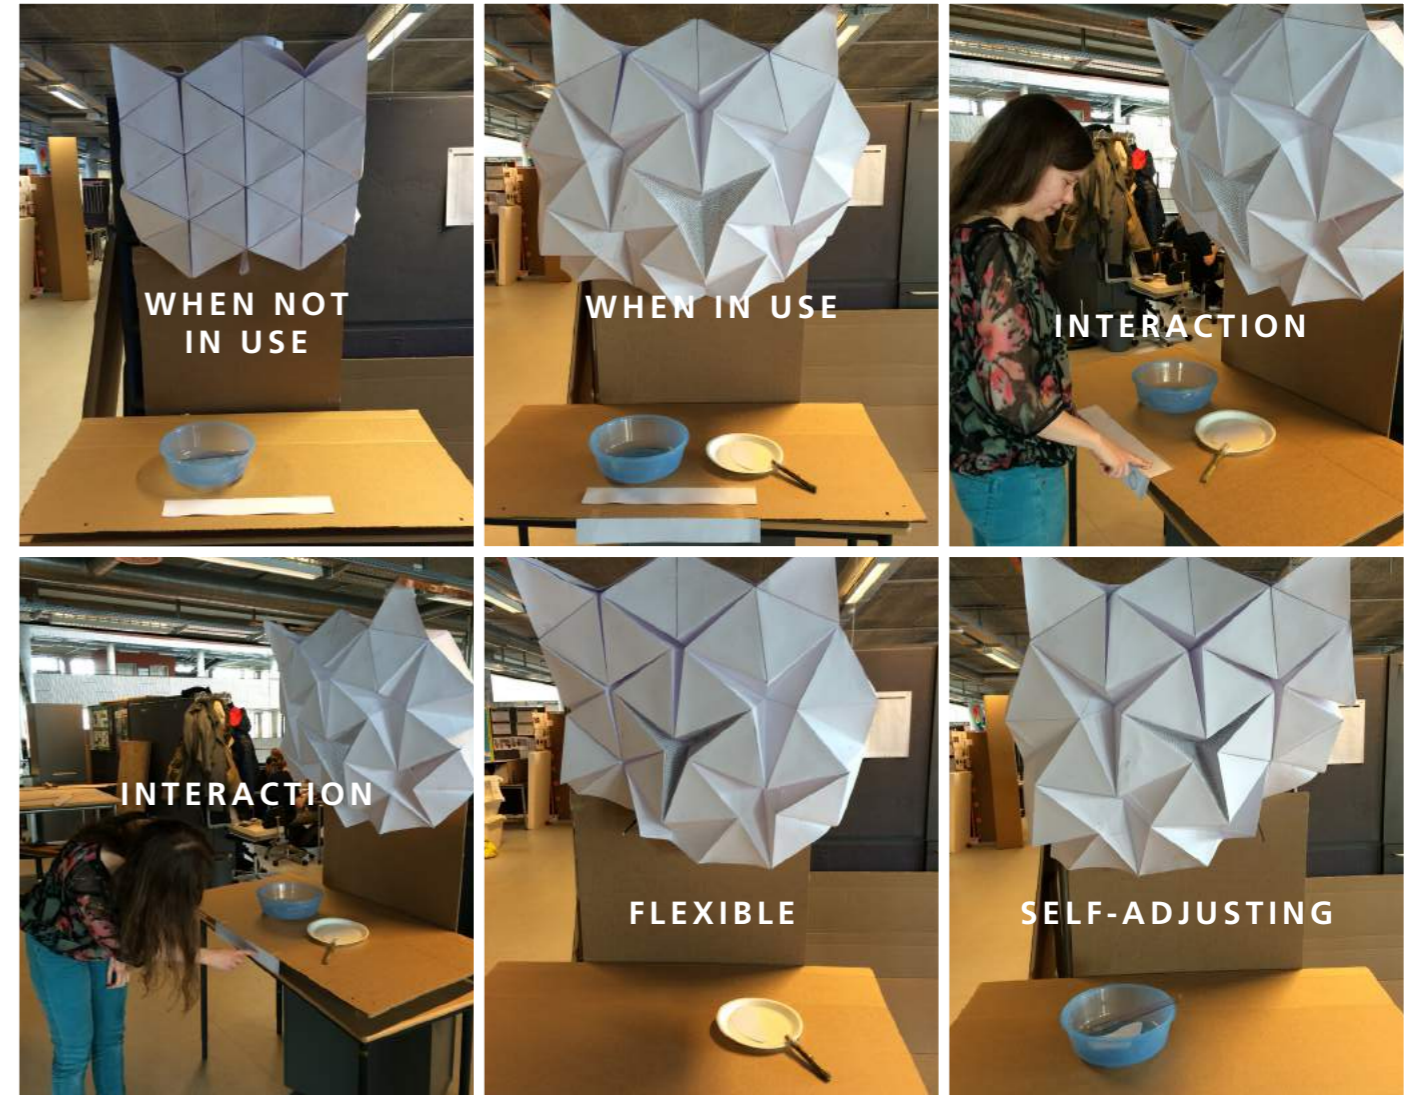 WHEN NOT
IN USE
WHEN IN USE
INTERACTION
INTERACTION
FLEXIBLE
SELF-ADJUSTING